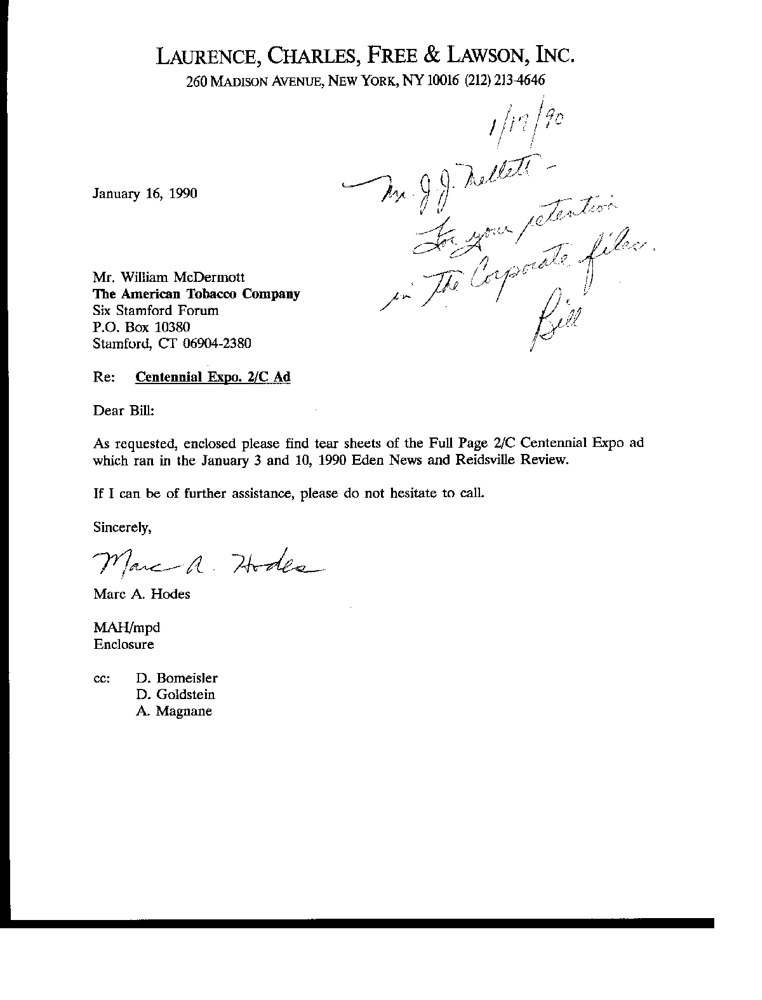 LAURENCE, CHARLES, FREE & LAWSON, INC.
260 MADISON AVENUE, NEW YORK, NY 10016 (212) 213-4646
1/17/90
Mr. J.J. Mellett -
For your retention
in The Corporate files.
Bill
January 16, 1990
Mr. William McDermott
The American Tobacco Company
Six Stamford Forum
P.O. Box 10380
Stamford, CT 06904-2380
Re: Centennial Expo. 2/C Ad
Dear Bill:
As requested, enclosed please find tear sheets of the Full Page 2/C Centennial Expo ad
which ran in the January 3 and 10, 1990 Eden News and Reidsville Review.
If I can be of further assistance, please do not hesitate to call.
Sincerely,
Marc A. Hodes
Marc A. Hodes
MAH/mpd
Enclosure
cc: D. Bomeisler
D. Goldstein
A. Magnane